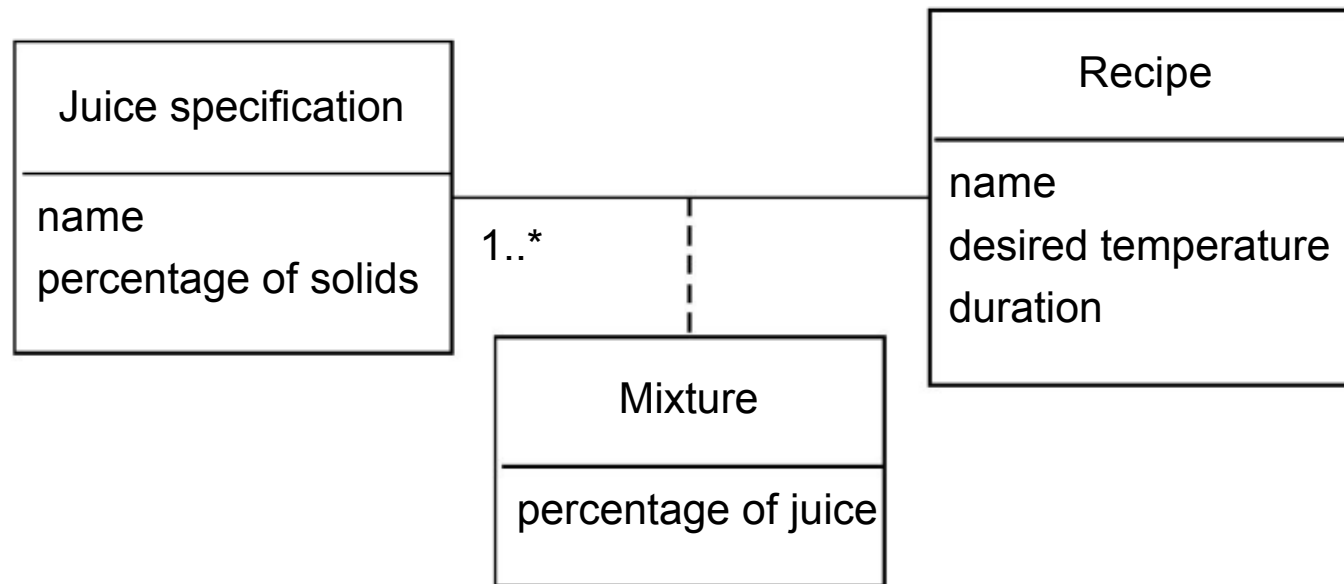 Juice specification
name
percentage of solids
1..*
Recipe
name
desired temperature
duration
Mixture
percentage of juice